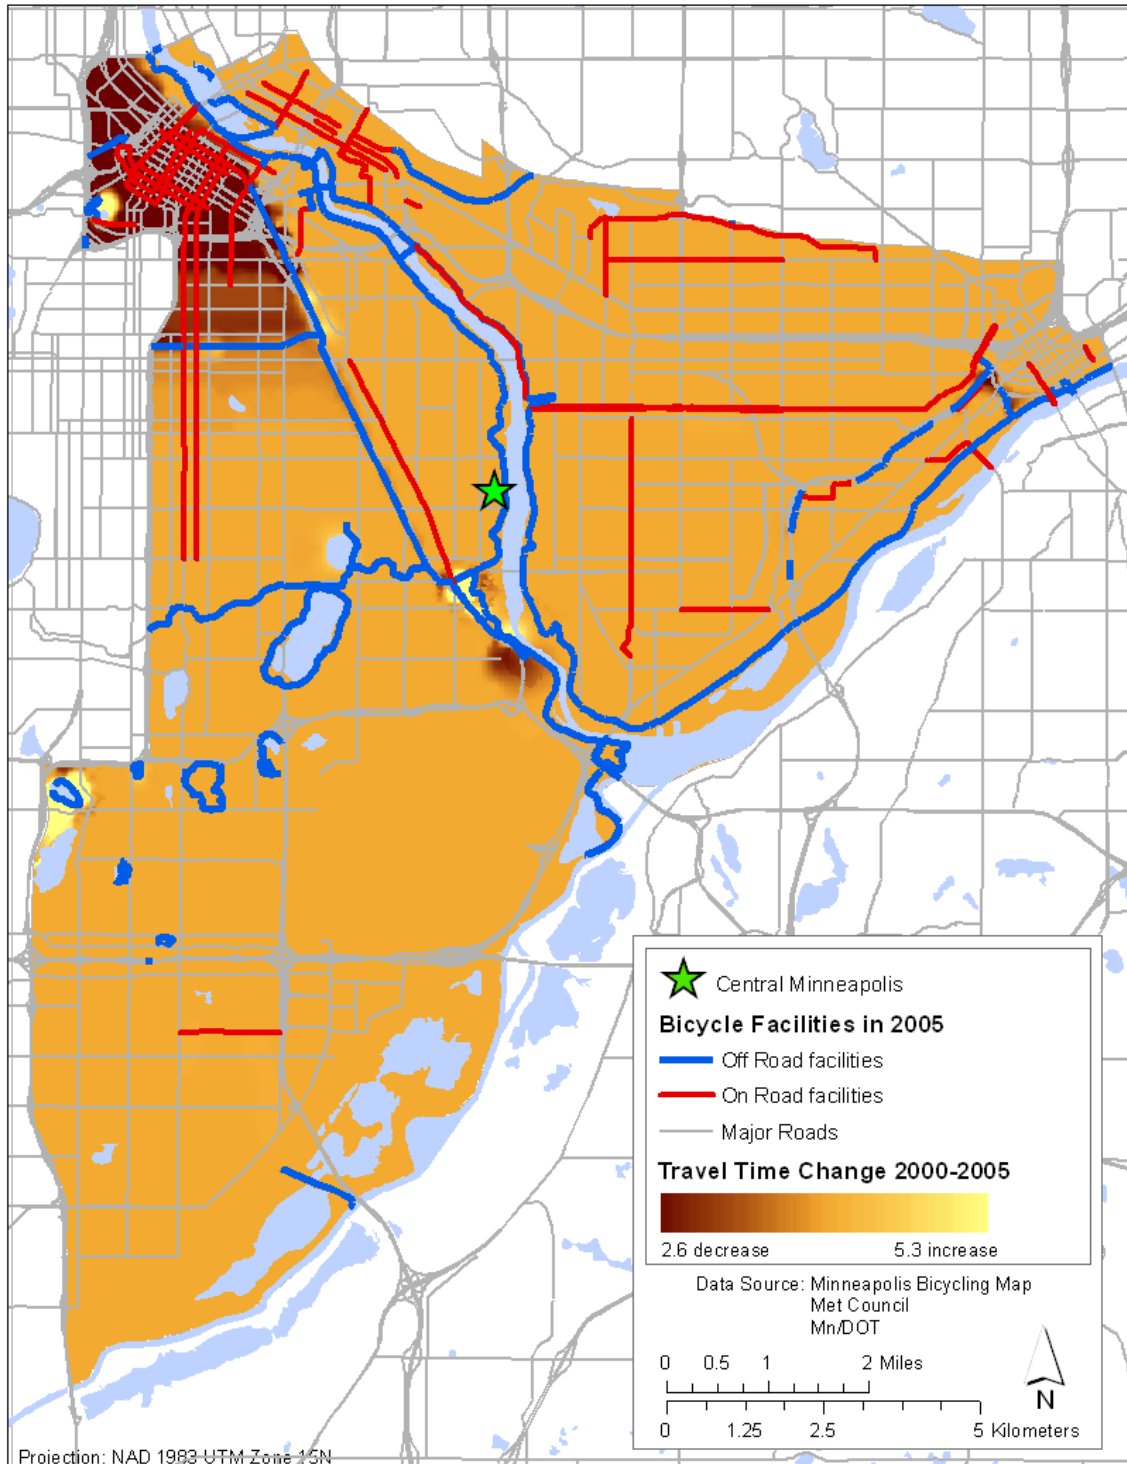 Central Minneapolis
Bicycle Facilities in 2005
Off Road facilities
On Road facilities
Major Roads
Travel Time Change 2000-2005
2.6 decrease 5.3 increase
Data Source: Minneapolis Bicycling Map
Met Council
Mn/DOT
0 0.5 1 2 Miles
0 1.25 2.5 5 Kilometers
N
Projection: NAD 1983 UTM Zone 15N